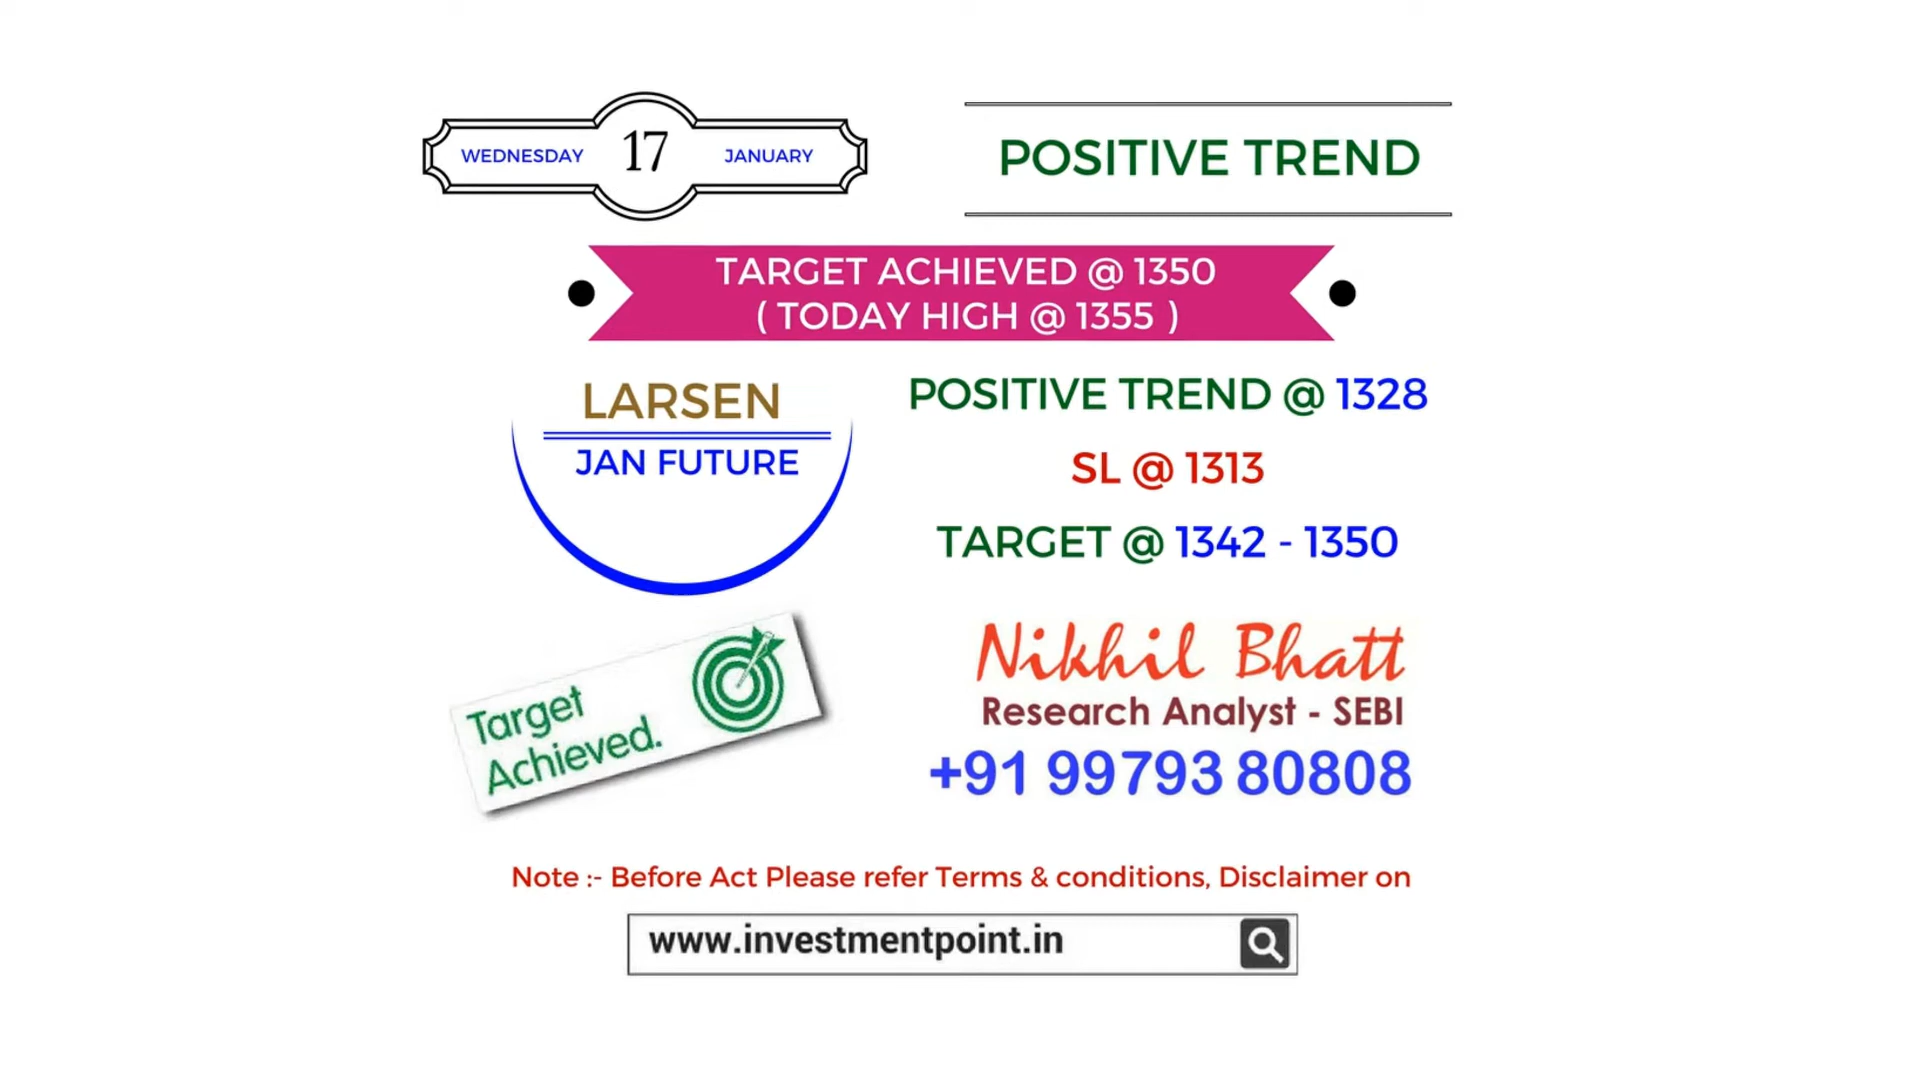 WEDNESDAY 17 JANUARY
POSITIVE TREND
TARGET ACHIEVED @ 1350
( TODAY HIGH @ 1355 )
LARSEN
JAN FUTURE
POSITIVE TREND @ 1328
SL @ 1313
TARGET @ 1342 - 1350
Target
Achieved.
Nikhil Bhatt
Research Analyst - SEBI
+91 99793 80808
Note :- Before Act Please refer Terms & conditions, Disclaimer on
www.investmentpoint.in